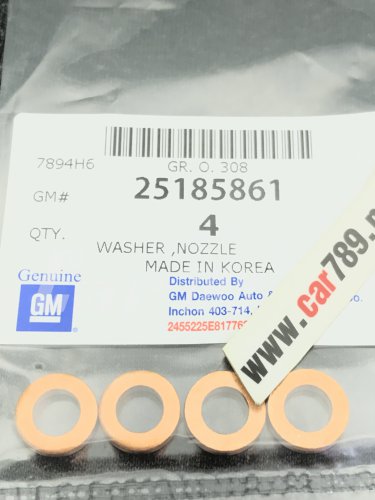 7894H6
GR. O. 308
GM# 25185861
QTY. 4
WASHER ,NOZZLE
MADE IN KOREA
Genuine
GM
Distributed By
GM Daewoo Auto &
Inchon 403-714,
2455225E8177
www.car789.